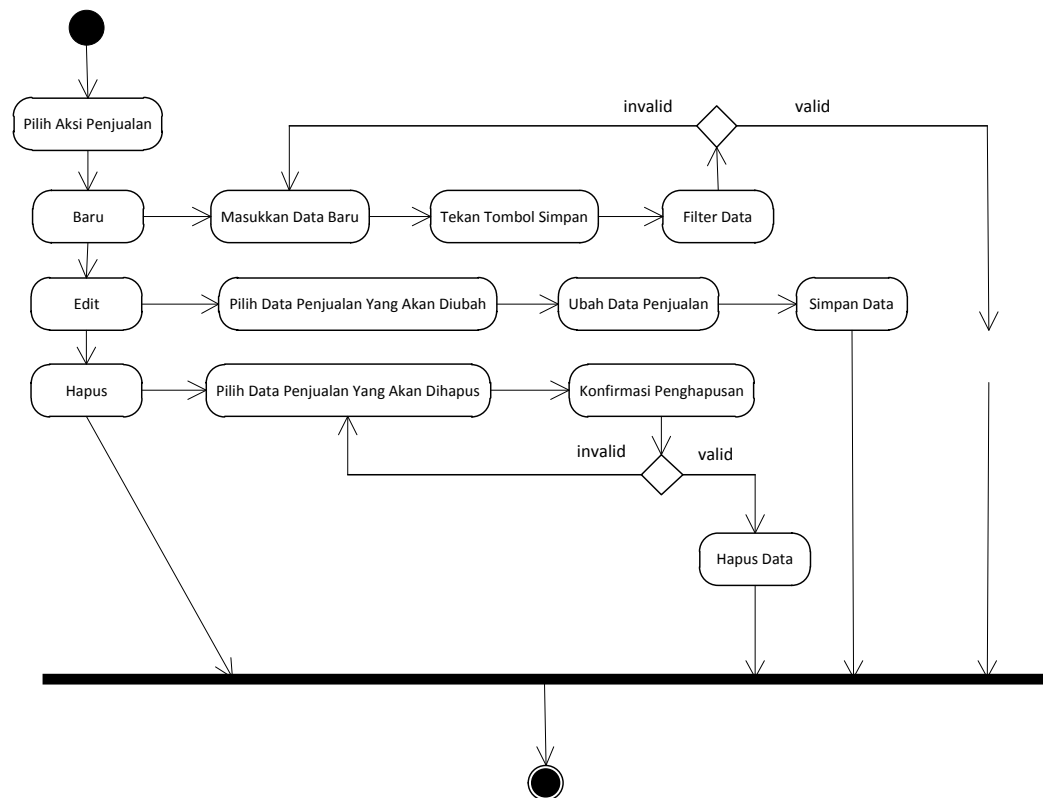 invalid
valid
Pilih Aksi Penjualan
Baru
Masukkan Data Baru
Tekan Tombol Simpan
Filter Data
Edit
Pilih Data Penjualan Yang Akan Diubah
Ubah Data Penjualan
Simpan Data
Hapus
Pilih Data Penjualan Yang Akan Dihapus
Konfirmasi Penghapusan
invalid
valid
Hapus Data